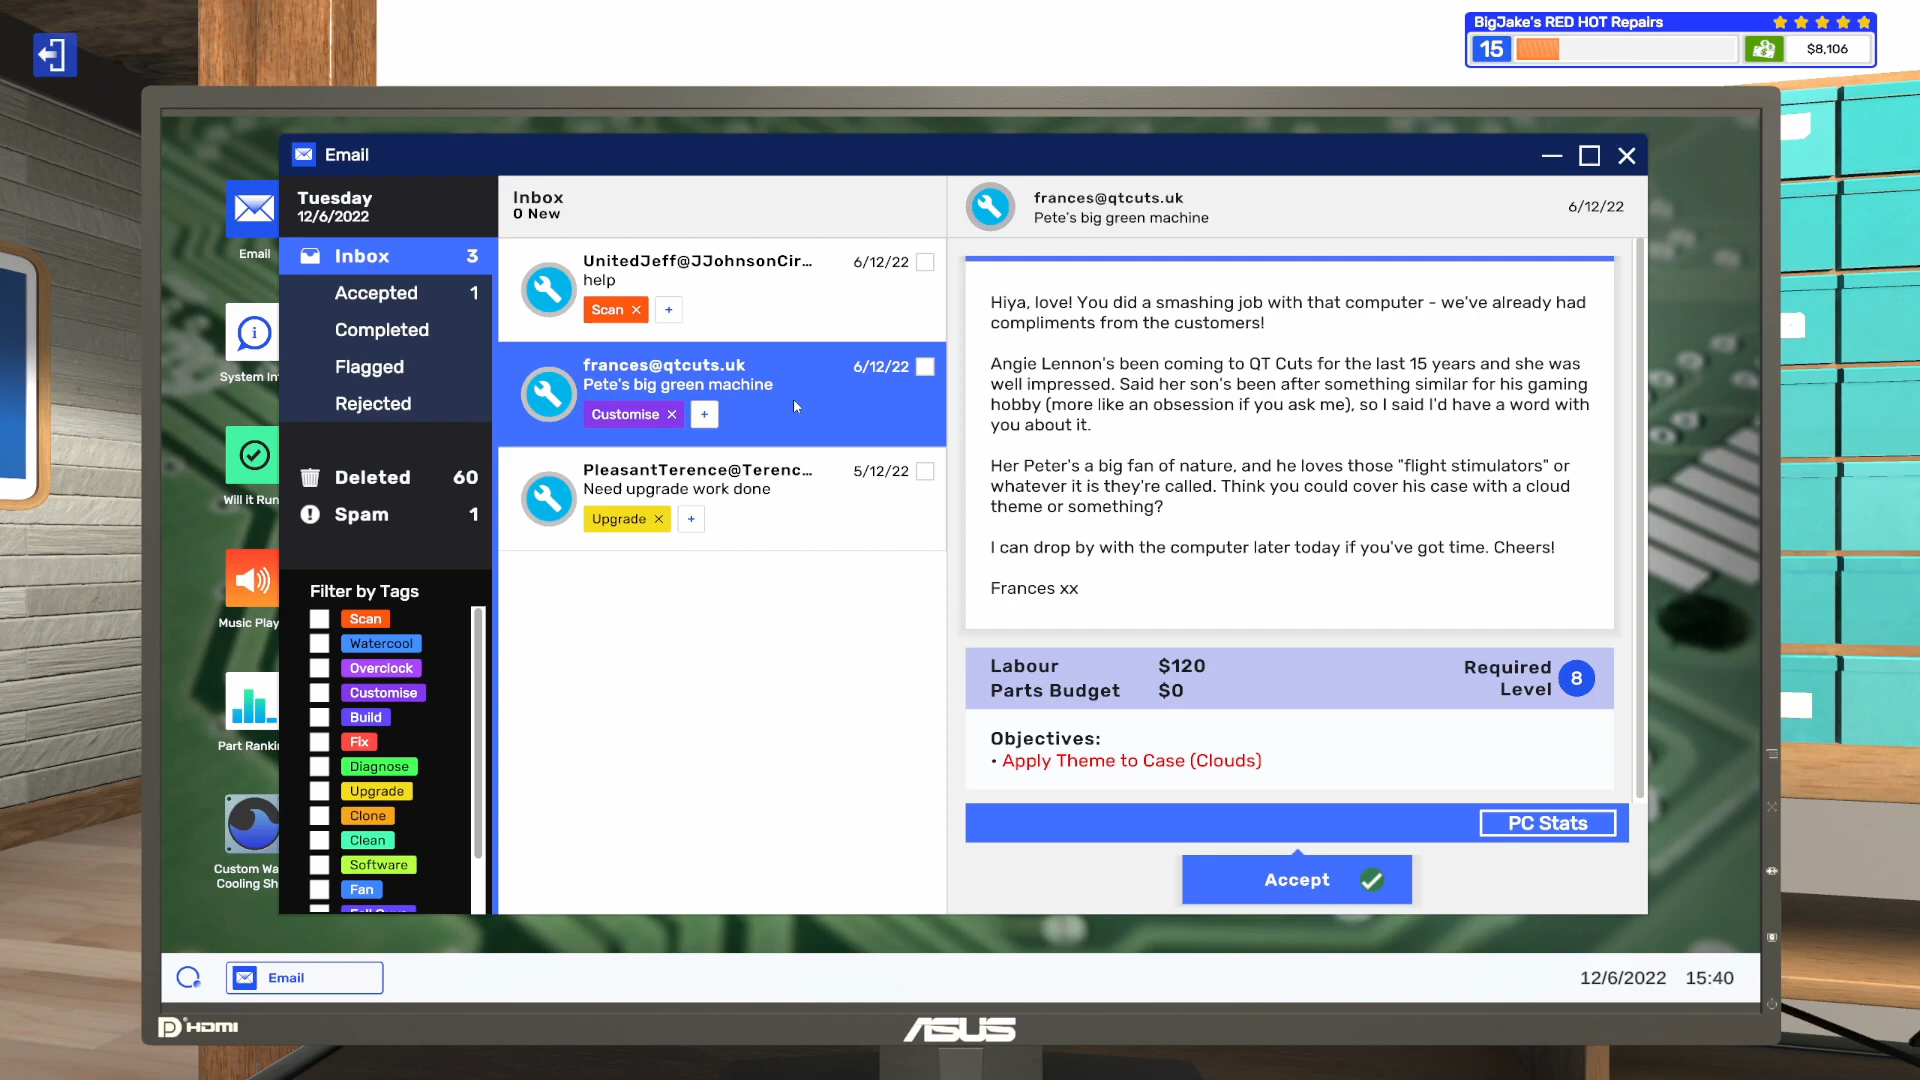 BigJake's RED HOT Repairs
15
$8,106
Email
Tuesday
12/6/2022
Inbox 3
Accepted 1
Completed
Flagged
Rejected
Deleted 60
Spam 1
Filter by Tags
Scan
Watercool
Overclock
Customise
Build
Fix
Diagnose
Upgrade
Clone
Clean
Software
Fan
Email
System In
Will it Run
Music Play
Part Ranki
Custom Wa
Cooling Sh
Inbox
0 New
UnitedJeff@JJohnsonCir... 6/12/22
help
Scan × +
frances@qtcuts.uk 6/12/22
Pete's big green machine
Customise × +
PleasantTerence@Terenc... 5/12/22
Need upgrade work done
Upgrade × +
frances@qtcuts.uk
Pete's big green machine
6/12/22
Hiya, love! You did a smashing job with that computer - we've already had
compliments from the customers!
Angie Lennon's been coming to QT Cuts for the last 15 years and she was
well impressed. Said her son's been after something similar for his gaming
hobby (more like an obsession if you ask me), so I said I'd have a word with
you about it.
Her Peter's a big fan of nature, and he loves those "flight stimulators" or
whatever it is they're called. Think you could cover his case with a cloud
theme or something?
I can drop by with the computer later today if you've got time. Cheers!
Frances xx
Labour $120
Parts Budget $0
Required
Level 8
Objectives:
• Apply Theme to Case (Clouds)
PC Stats
Accept
Email
12/6/2022 15:40
HDMI
ASUS